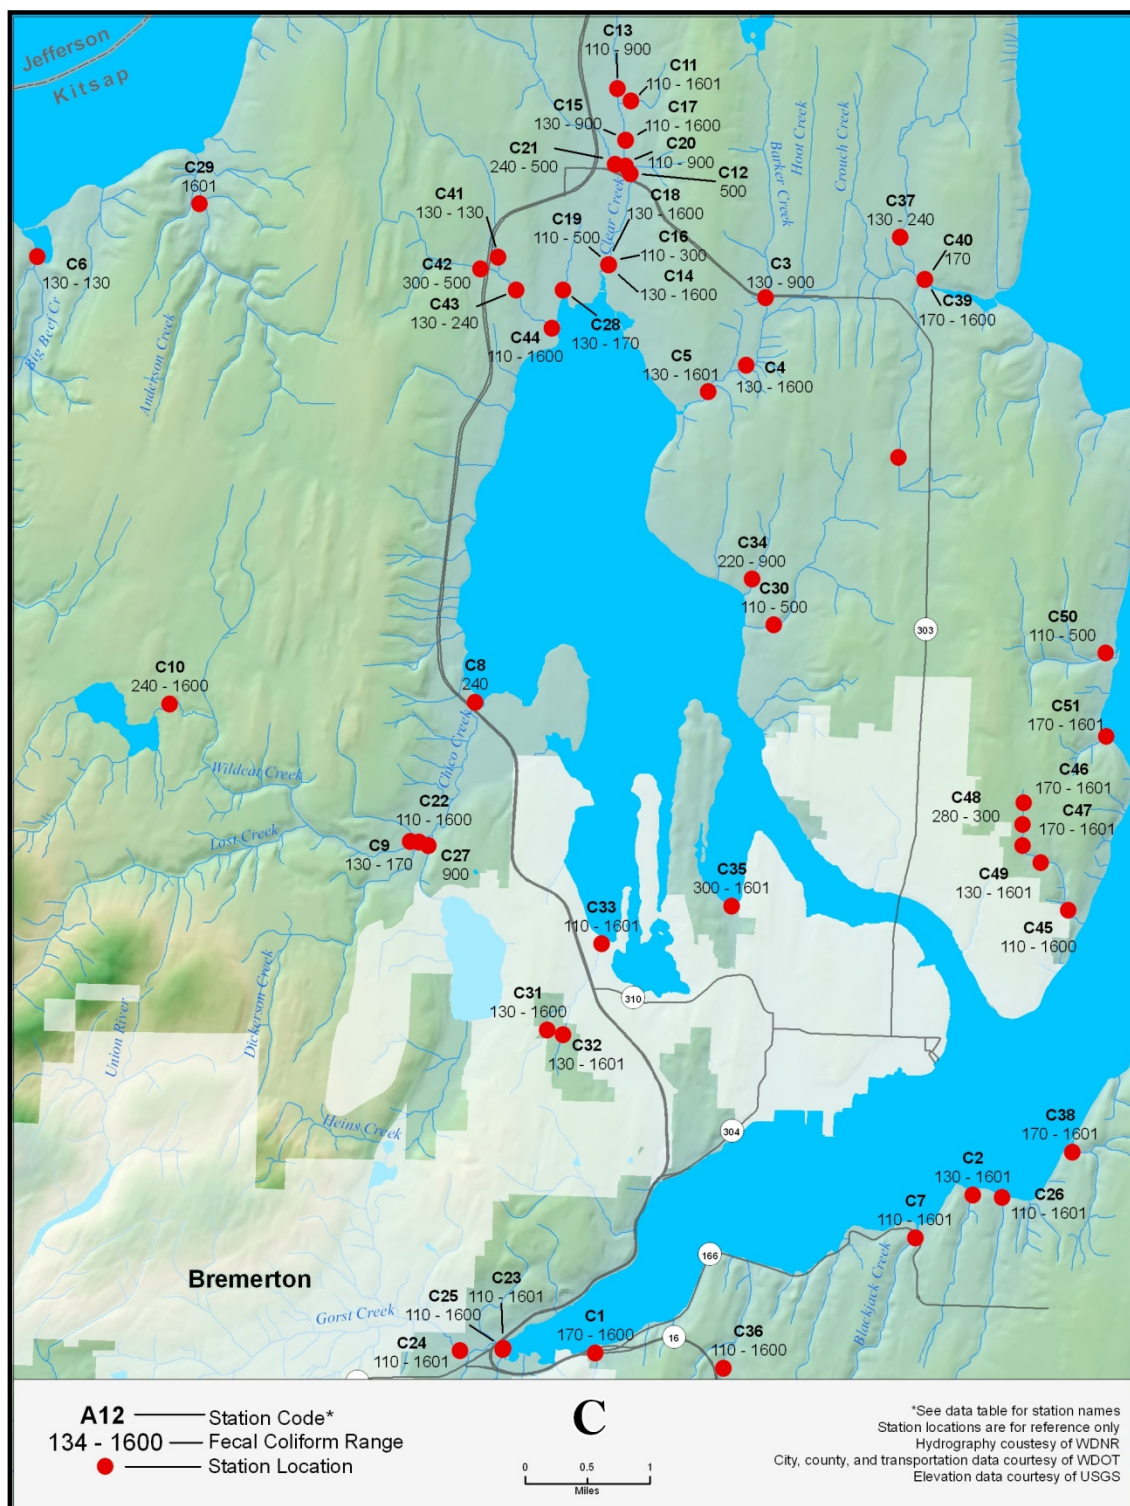 Jefferson
Kitsap
C13
110 - 900
C11
110 - 1601
C15
130 - 900
C17
110 - 1600
C21
240 - 500
C20
110 - 900
C12
500
C29
1601
C41
130 - 130
C19
110 - 500
C18
130 - 1600
C16
110 - 300
C14
130 - 1600
Clear Creek
Barker Creek
Hoot Creek
Crouch Creek
C37
130 - 240
C40
170
C39
170 - 1600
C6
130 - 130
C42
300 - 500
C43
130 - 240
C44
110 - 1600
C28
130 - 170
C3
130 - 900
C5
130 - 1601
C4
130 - 1600
Big Beef Cr
Anderson Creek
C34
220 - 900
C30
110 - 500
303
C50
110 - 500
C10
240 - 1600
C8
240
Chico Creek
C51
170 - 1601
Wildcat Creek
C46
170 - 1601
C48
280 - 300
C47
170 - 1601
C22
110 - 1600
Lost Creek
C9
130 - 170
C27
900
C49
130 - 1601
C35
300 - 1601
C33
110 - 1601
C45
110 - 1600
310
C31
130 - 1600
C32
130 - 1601
Union River
Dickerson Creek
Heins Creek
304
C38
170 - 1601
C2
130 - 1601
C26
110 - 1601
C7
110 - 1601
166
Blackjack Creek
Bremerton
Gorst Creek
C25
110 - 1600
C23
110 - 1601
C24
110 - 1601
C1
170 - 1600
16
C36
110 - 1600
A12 Station Code*
134 - 1600 Fecal Coliform Range
Station Location
C
0 0.5 1
Miles
*See data table for station names
Station locations are for reference only
Hydrography coutesy of WDNR
City, county, and transportation data courtesy of WDOT
Elevation data courtesy of USGS